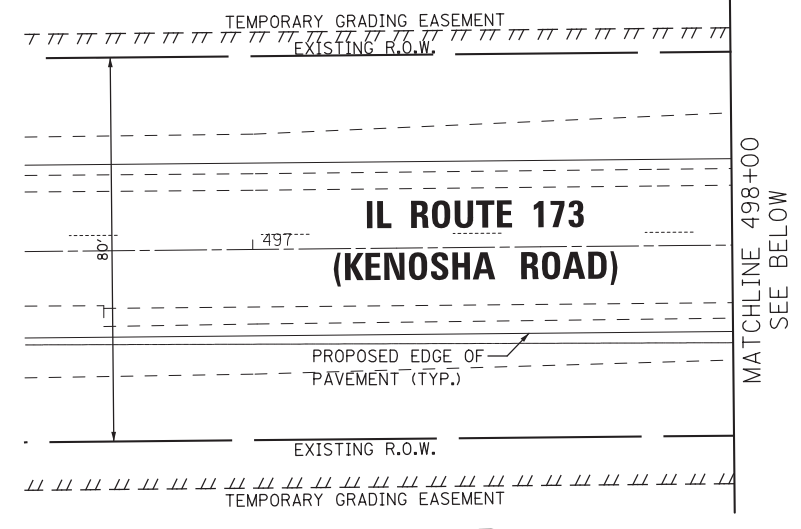 TEMPORARY GRADING EASEMENT
EXISTING R.O.W.
IL ROUTE 173
(KENOSHA ROAD)
497
80'
MATCHLINE 498+00
SEE BELOW
PROPOSED EDGE OF
PAVEMENT (TYP.)
EXISTING R.O.W.
TEMPORARY GRADING EASEMENT